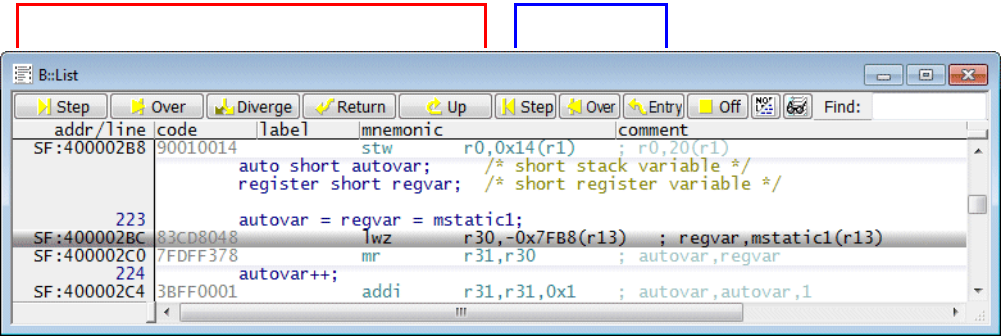 B::List
Step Over Diverge Return Up Step Over Entry Off Find:
addr/line code label mnemonic comment
SF:400002B8 90010014 stw r0,0x14(r1) ; r0,20(r1)
auto short autovar; /* short stack variable */
register short regvar; /* short register variable */
223 autovar = regvar = mstatic1;
SF:400002BC 83CD8048 lwz r30,-0x7FB8(r13) ; regvar,mstatic1(r13)
SF:400002C0 7FDFF378 mr r31,r30 ; autovar,regvar
224 autovar++;
SF:400002C4 3BFF0001 addi r31,r31,0x1 ; autovar,autovar,1